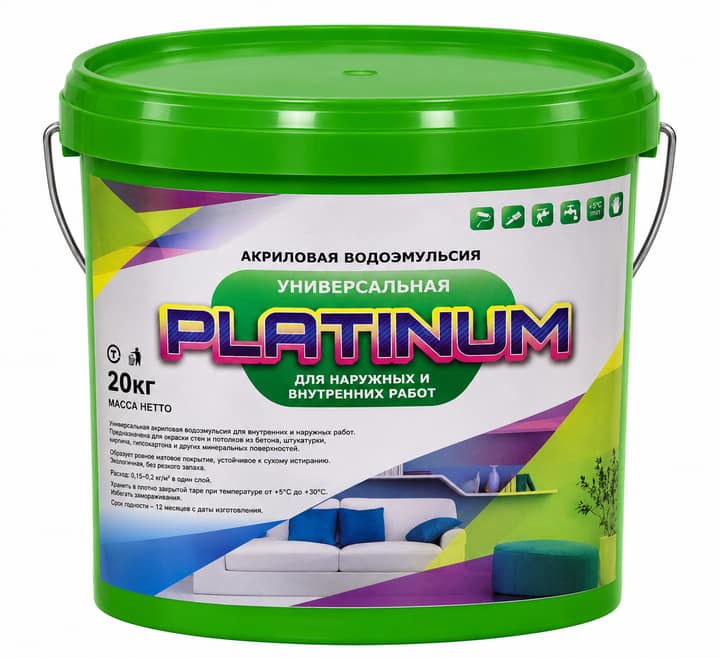 +5°C
min
АКРИЛОВАЯ ВОДОЭМУЛЬСИЯ
УНИВЕРСАЛЬНАЯ
PLATINUM
ДЛЯ НАРУЖНЫХ И
ВНУТРЕННИХ РАБОТ
T
20кг
МАССА НЕТТО
Универсальная акриловая водоэмульсия для внутренних и наружных работ.
Предназначена для окраски стен и потолков из бетона, штукатурки,
кирпича, гипсокартона и других минеральных поверхностей.
Образует ровное матовое покрытие, устойчивое к сухому истиранию.
Экологичная, без резкого запаха.
Расход: 0,15–0,2 кг/м² в один слой.
Хранить в плотно закрытой таре при температуре от +5°С до +30°С.
Избегать замораживания.
Срок годности – 12 месяцев с даты изготовления.